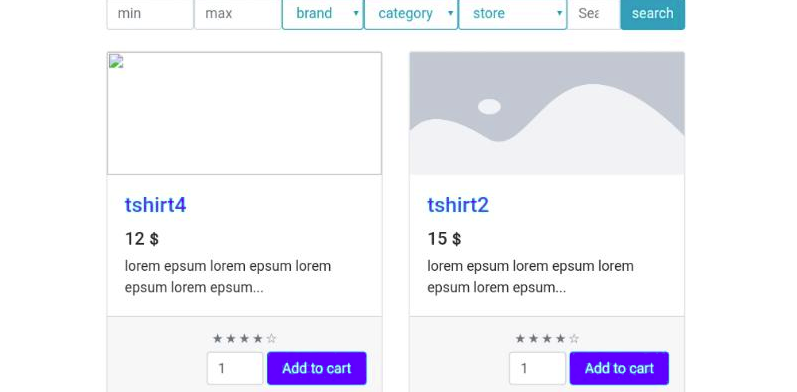 min max brand category store Sea search
tshirt4
12 $
lorem epsum lorem epsum lorem
epsum lorem epsum...
★★★★☆
1 Add to cart
tshirt2
15 $
lorem epsum lorem epsum lorem
epsum lorem epsum...
★★★★☆
1 Add to cart